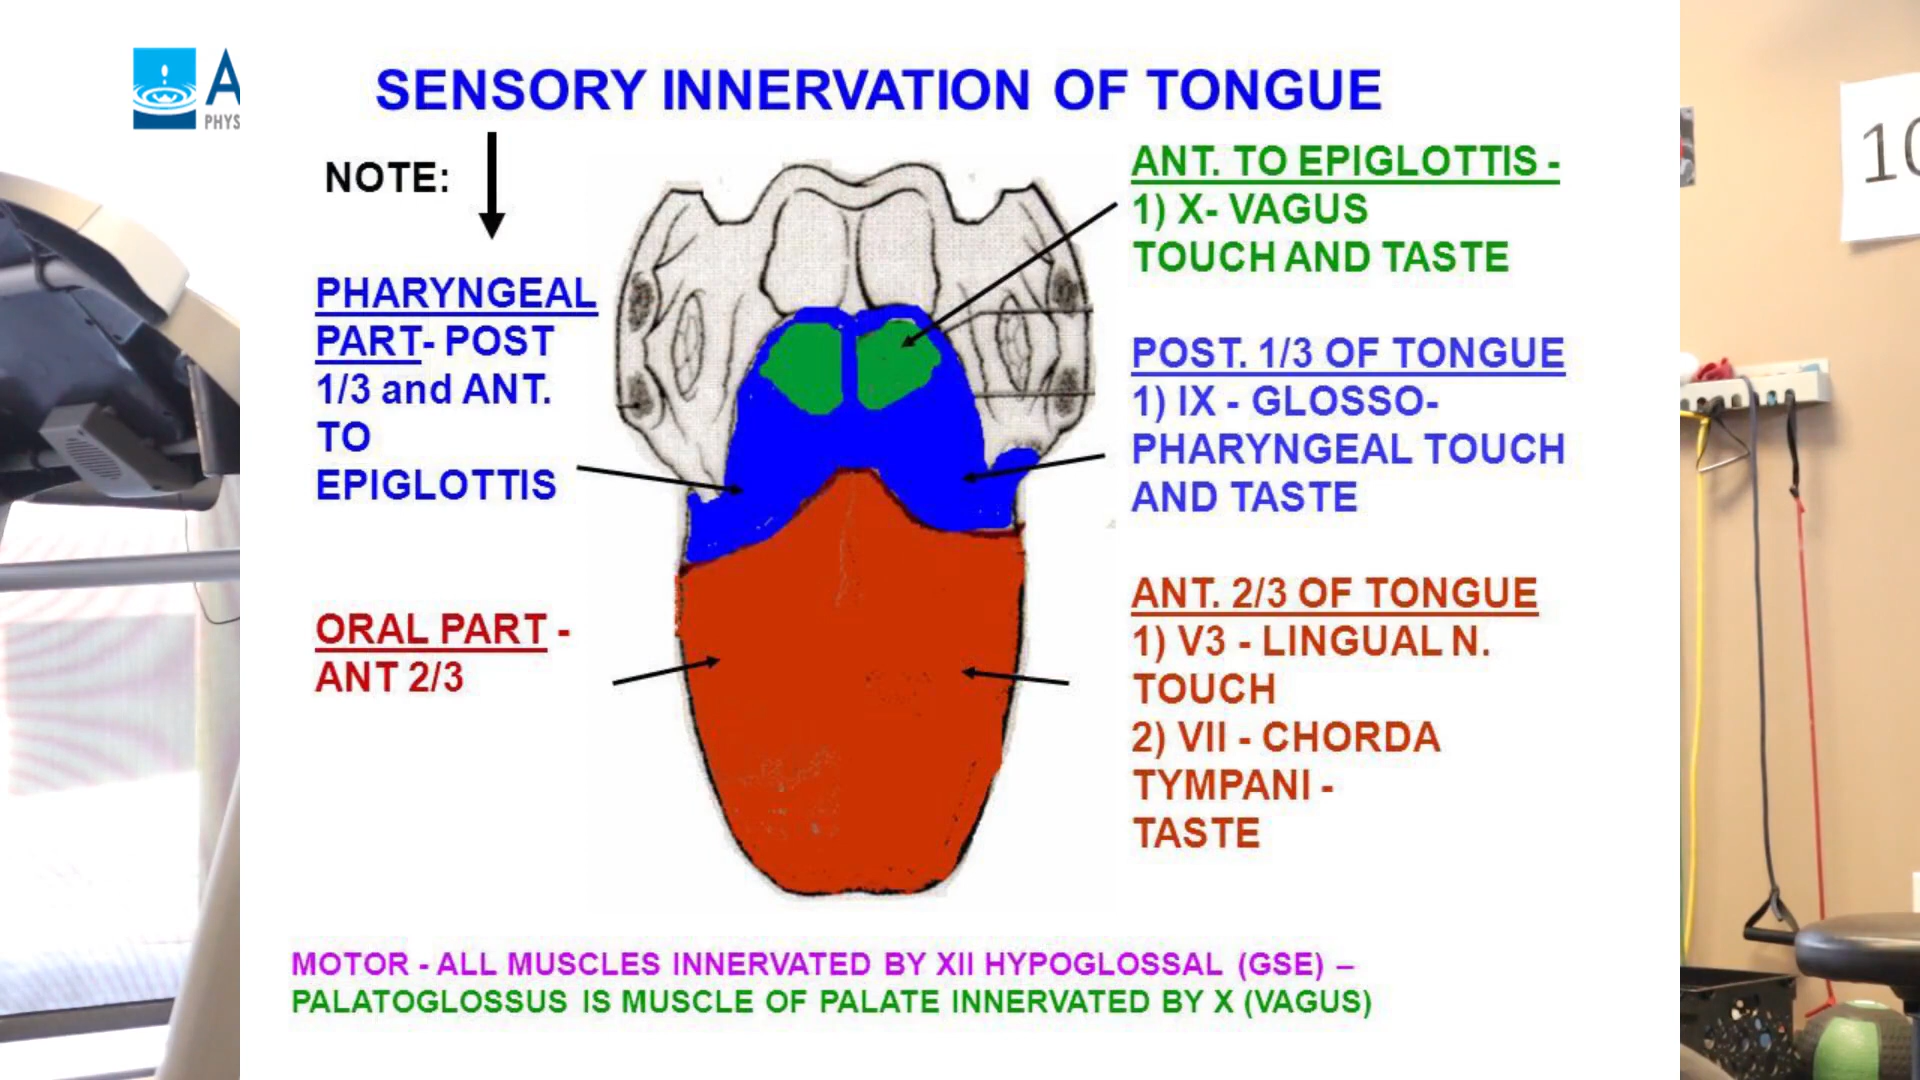 A
PHYS
SENSORY INNERVATION OF TONGUE
NOTE:
PHARYNGEAL
PART- POST
1/3 and ANT.
TO
EPIGLOTTIS
ORAL PART -
ANT 2/3
ANT. TO EPIGLOTTIS -
1) X- VAGUS
TOUCH AND TASTE
POST. 1/3 OF TONGUE
1) IX - GLOSSO-
PHARYNGEAL TOUCH
AND TASTE
ANT. 2/3 OF TONGUE
1) V3 - LINGUAL N.
TOUCH
2) VII - CHORDA
TYMPANI -
TASTE
MOTOR - ALL MUSCLES INNERVATED BY XII HYPOGLOSSAL (GSE) –
PALATOGLOSSUS IS MUSCLE OF PALATE INNERVATED BY X (VAGUS)
10